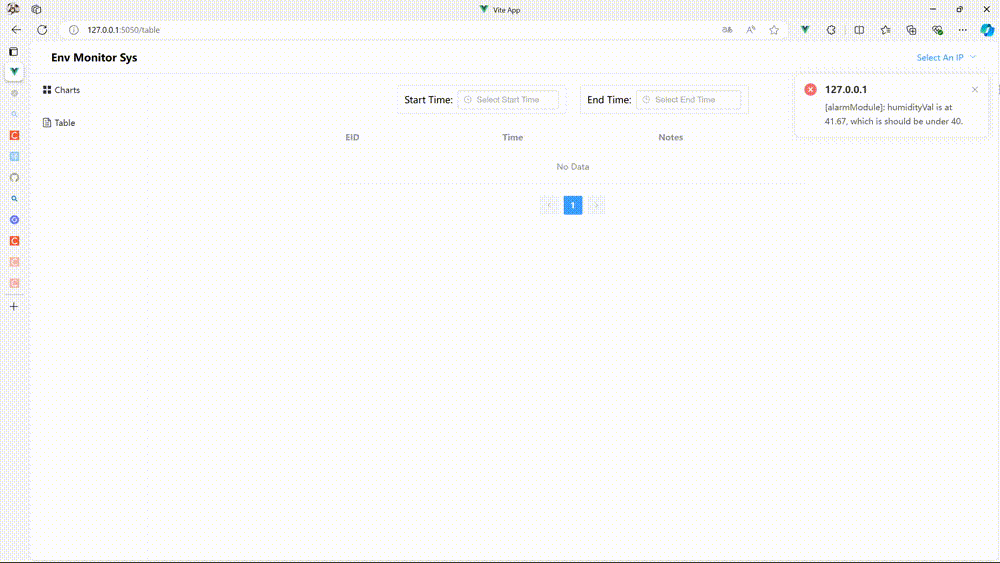 Vite App
127.0.0.1:5050/table
Env Monitor Sys
Select An IP
Charts
Table
Start Time:
Select Start Time
End Time:
Select End Time
127.0.0.1
[alarmModule]: humidityVal is at
41.67, which is should be under 40.
EID
Time
Notes
No Data
1